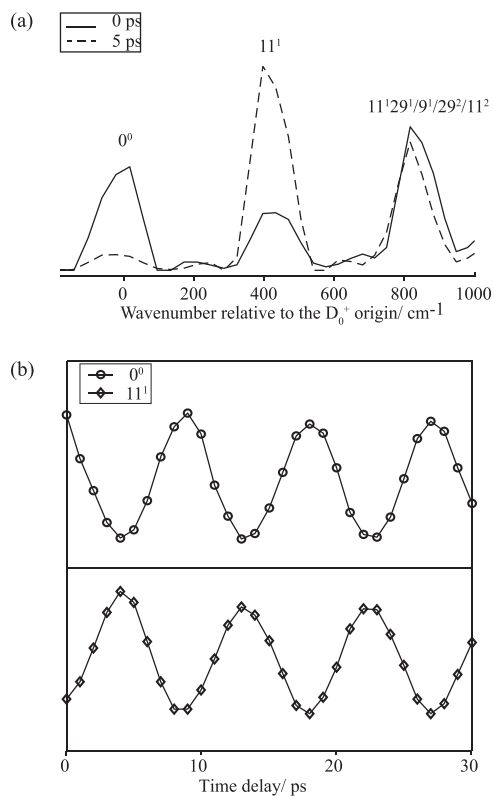 (a)
0 ps
5 ps
0⁰
11¹
11¹29¹/9¹/29²/11²
0 200 400 600 800 1000
Wavenumber relative to the D₀⁺ origin/ cm⁻¹
(b)
0⁰
11¹
0 10 20 30
Time delay/ ps